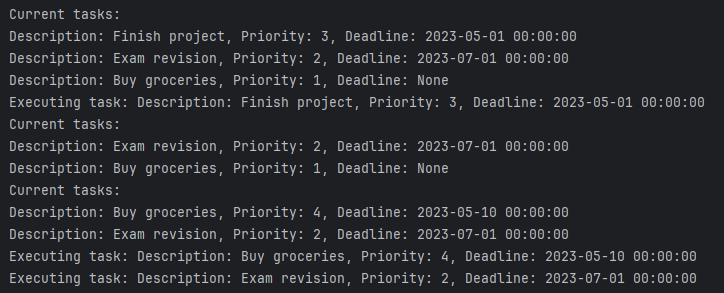 Current tasks:
Description: Finish project, Priority: 3, Deadline: 2023-05-01 00:00:00
Description: Exam revision, Priority: 2, Deadline: 2023-07-01 00:00:00
Description: Buy groceries, Priority: 1, Deadline: None
Executing task: Description: Finish project, Priority: 3, Deadline: 2023-05-01 00:00:00
Current tasks:
Description: Exam revision, Priority: 2, Deadline: 2023-07-01 00:00:00
Description: Buy groceries, Priority: 1, Deadline: None
Current tasks:
Description: Buy groceries, Priority: 4, Deadline: 2023-05-10 00:00:00
Description: Exam revision, Priority: 2, Deadline: 2023-07-01 00:00:00
Executing task: Description: Buy groceries, Priority: 4, Deadline: 2023-05-10 00:00:00
Executing task: Description: Exam revision, Priority: 2, Deadline: 2023-07-01 00:00:00